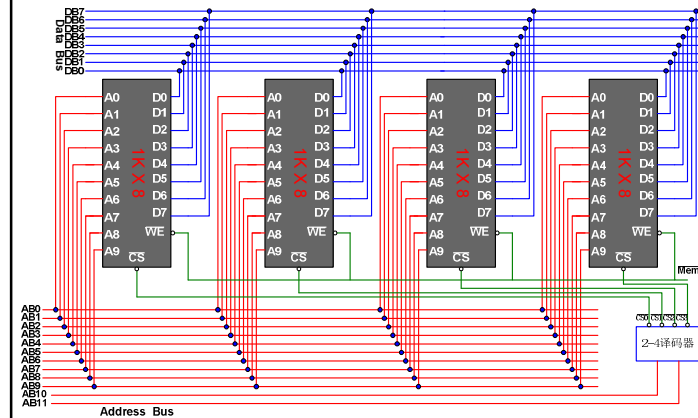 DB7
DB6
DB5
DB4
DB3
DB2
DB1
DB0
Data Bus
A0 D0
A1 D1
A2 D2
A3 D3
A4 D4
A5 D5
A6 D6
A7 D7
A8 WE
A9
CS
1K X 8
A0 D0
A1 D1
A2 D2
A3 D3
A4 D4
A5 D5
A6 D6
A7 D7
A8 WE
A9
CS
1K X 8
A0 D0
A1 D1
A2 D2
A3 D3
A4 D4
A5 D5
A6 D6
A7 D7
A8 WE
A9
CS
1K X 8
A0 D0
A1 D1
A2 D2
A3 D3
A4 D4
A5 D5
A6 D6
A7 D7
A8 WE
A9
CS
1K X 8
Mem
CS0 CS1 CS2 CS3
2-4译码器
AB0
AB1
AB2
AB3
AB4
AB5
AB6
AB7
AB8
AB9
AB10
AB11
Address Bus